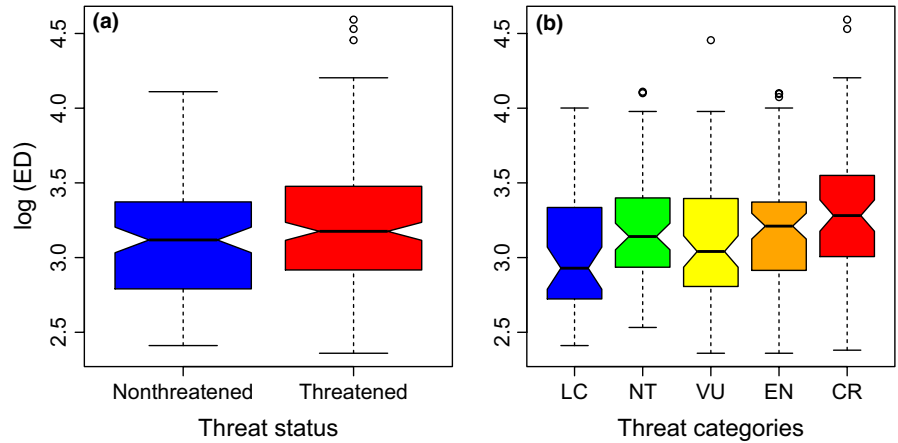 (a)
log (ED)
4.5
4.0
3.5
3.0
2.5
Nonthreatened Threatened
Threat status
(b)
4.5
4.0
3.5
3.0
2.5
LC NT VU EN CR
Threat categories